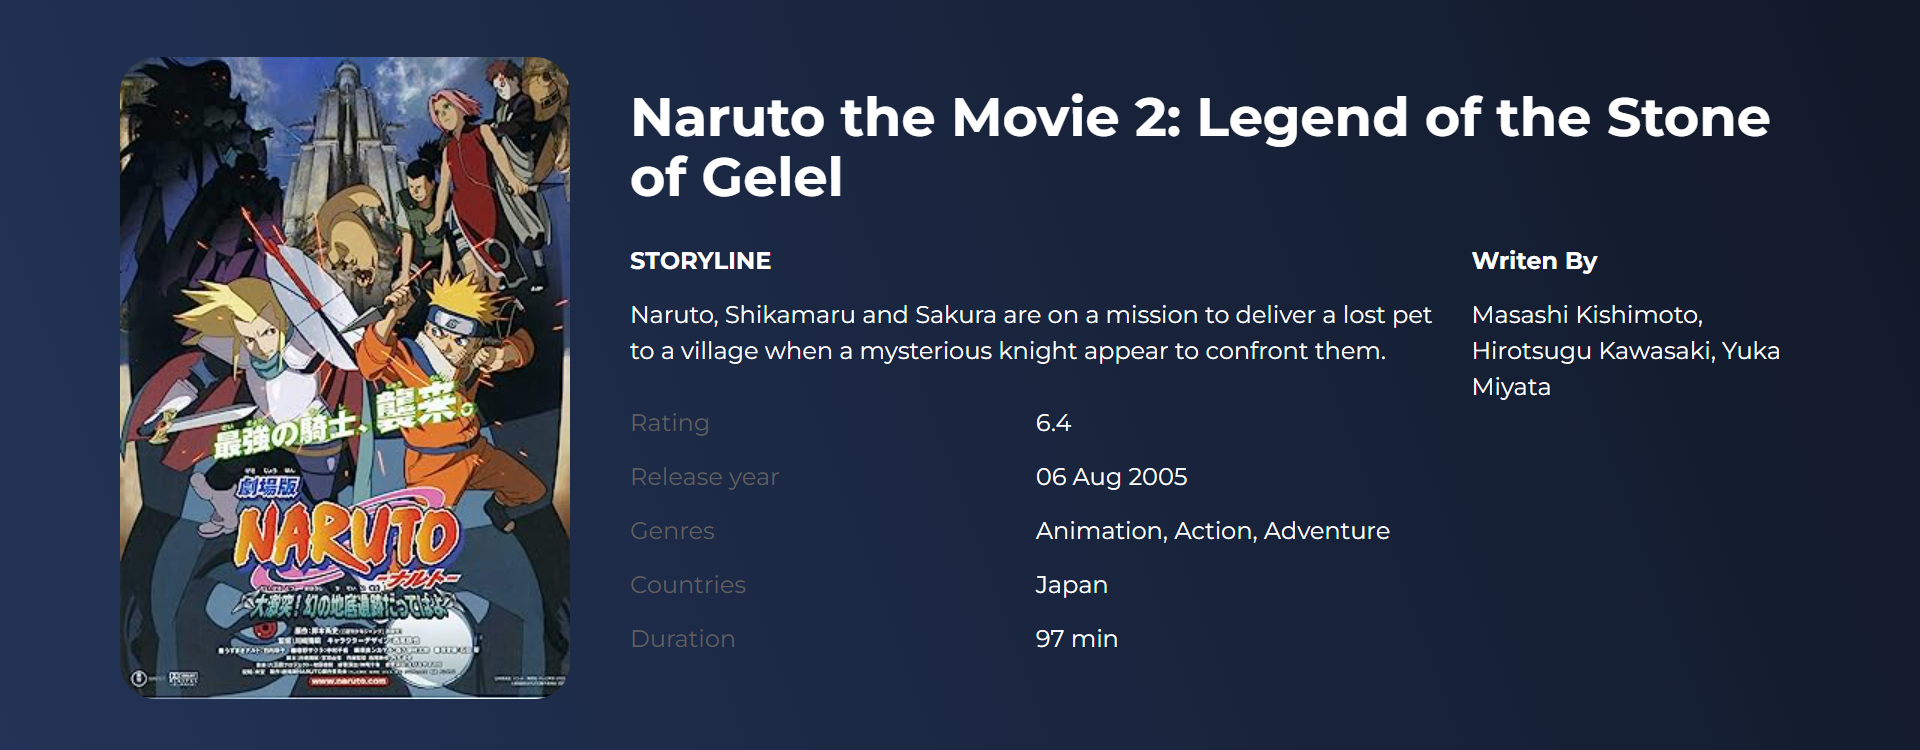 最強の騎士、襲来。
劇場版
NARUTO
-ナルト-
大激突!幻の地底遺跡だってばよ
www.naruto.com
Naruto the Movie 2: Legend of the Stone
of Gelel
STORYLINE
Naruto, Shikamaru and Sakura are on a mission to deliver a lost pet
to a village when a mysterious knight appear to confront them.
Writen By
Masashi Kishimoto,
Hirotsugu Kawasaki, Yuka
Miyata
Rating 6.4
Release year 06 Aug 2005
Genres Animation, Action, Adventure
Countries Japan
Duration 97 min